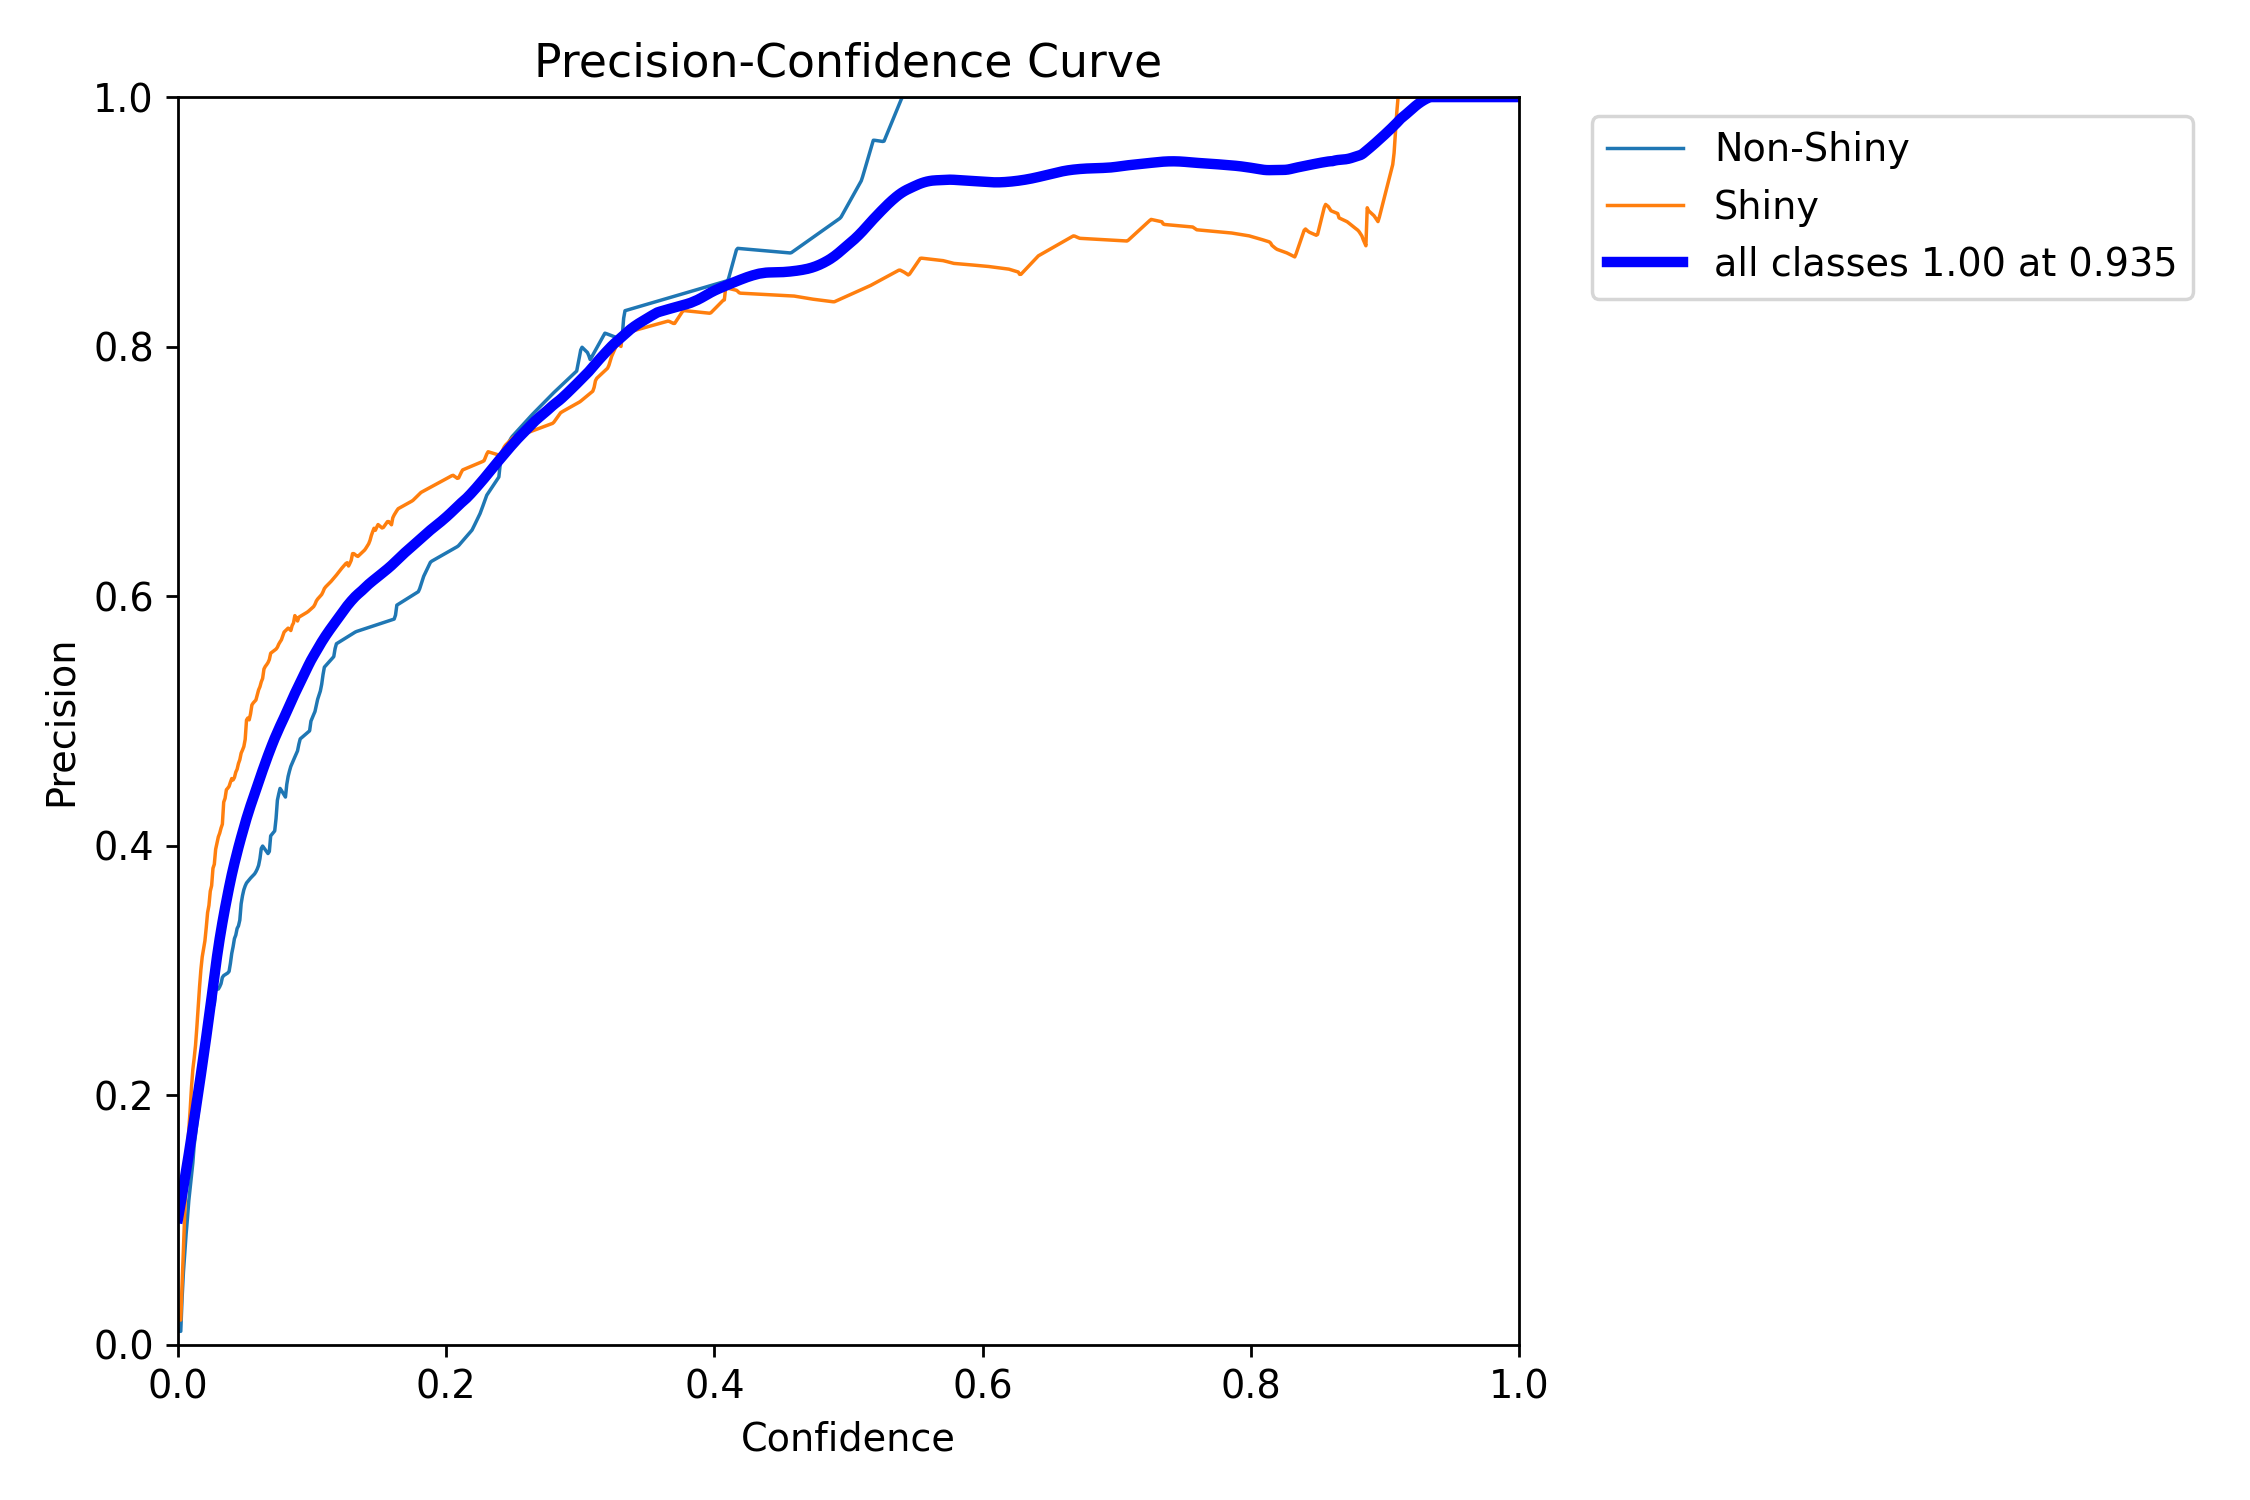 Precision-Confidence Curve
1.0
0.8
0.6
0.4
0.2
0.0
Precision
0.0 0.2 0.4 0.6 0.8 1.0
Confidence
Non-Shiny
Shiny
all classes 1.00 at 0.935